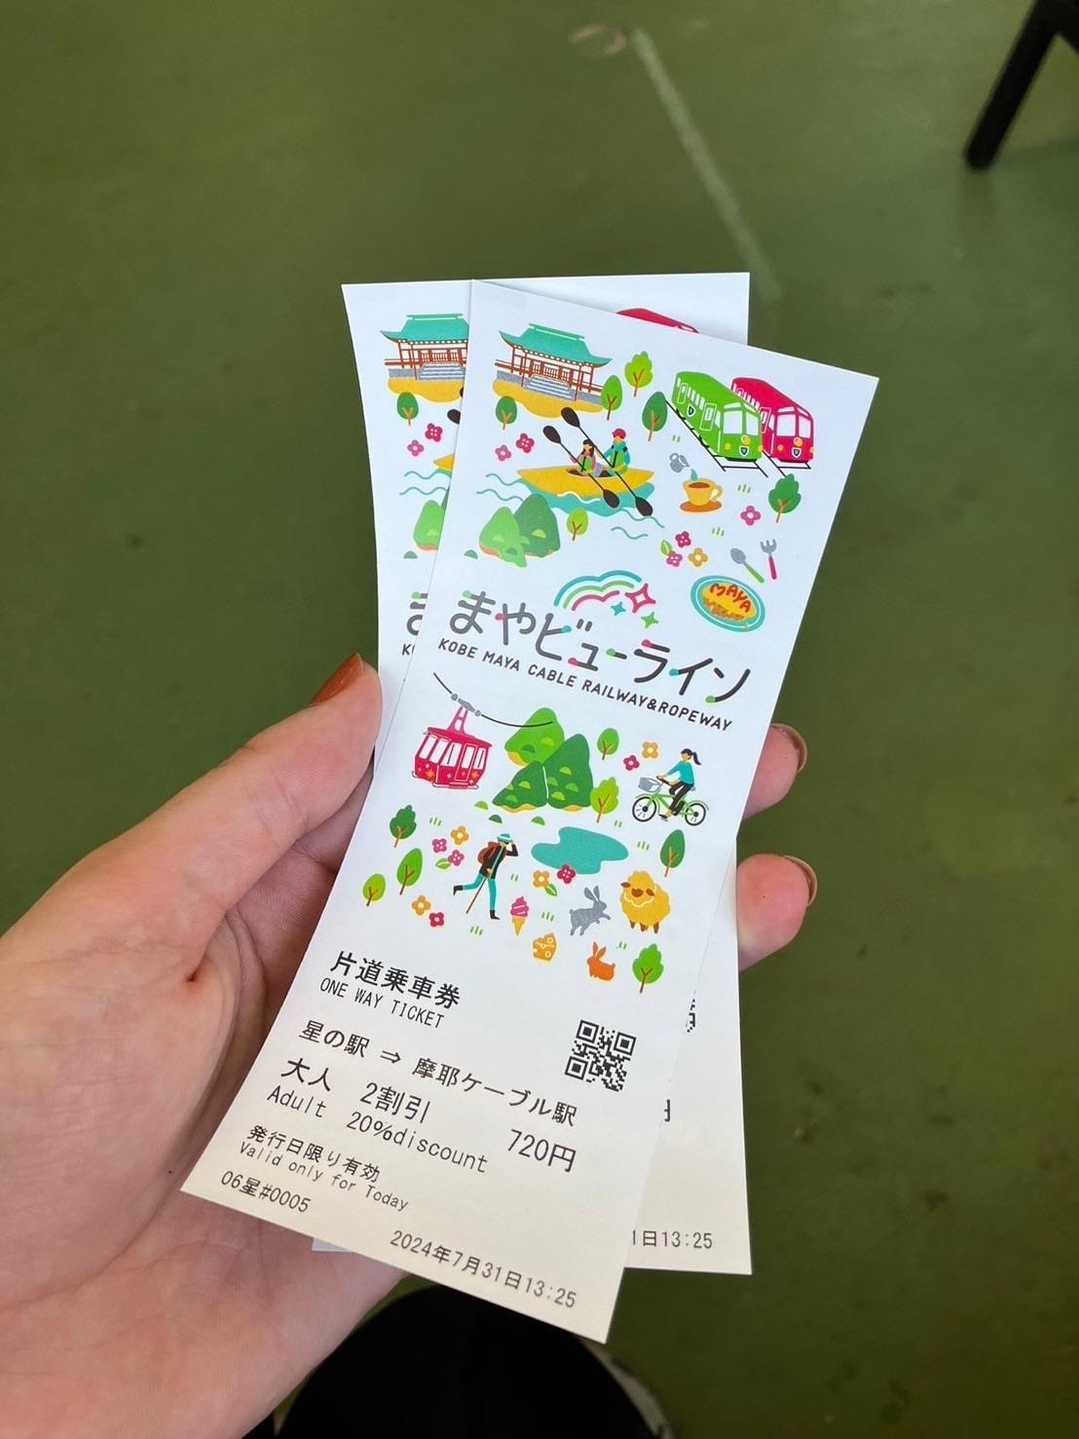 MAYA
まやビューライン
KOBE MAYA CABLE RAILWAY&ROPEWAY
片道乗車券
ONE WAY TICKET
星の駅 ⇒ 摩耶ケーブル駅
大人 2割引 720円
Adult 20%discount
発行日限り有効
Valid only for Today
06星#0005
2024年7月31日13:25
1日13:25